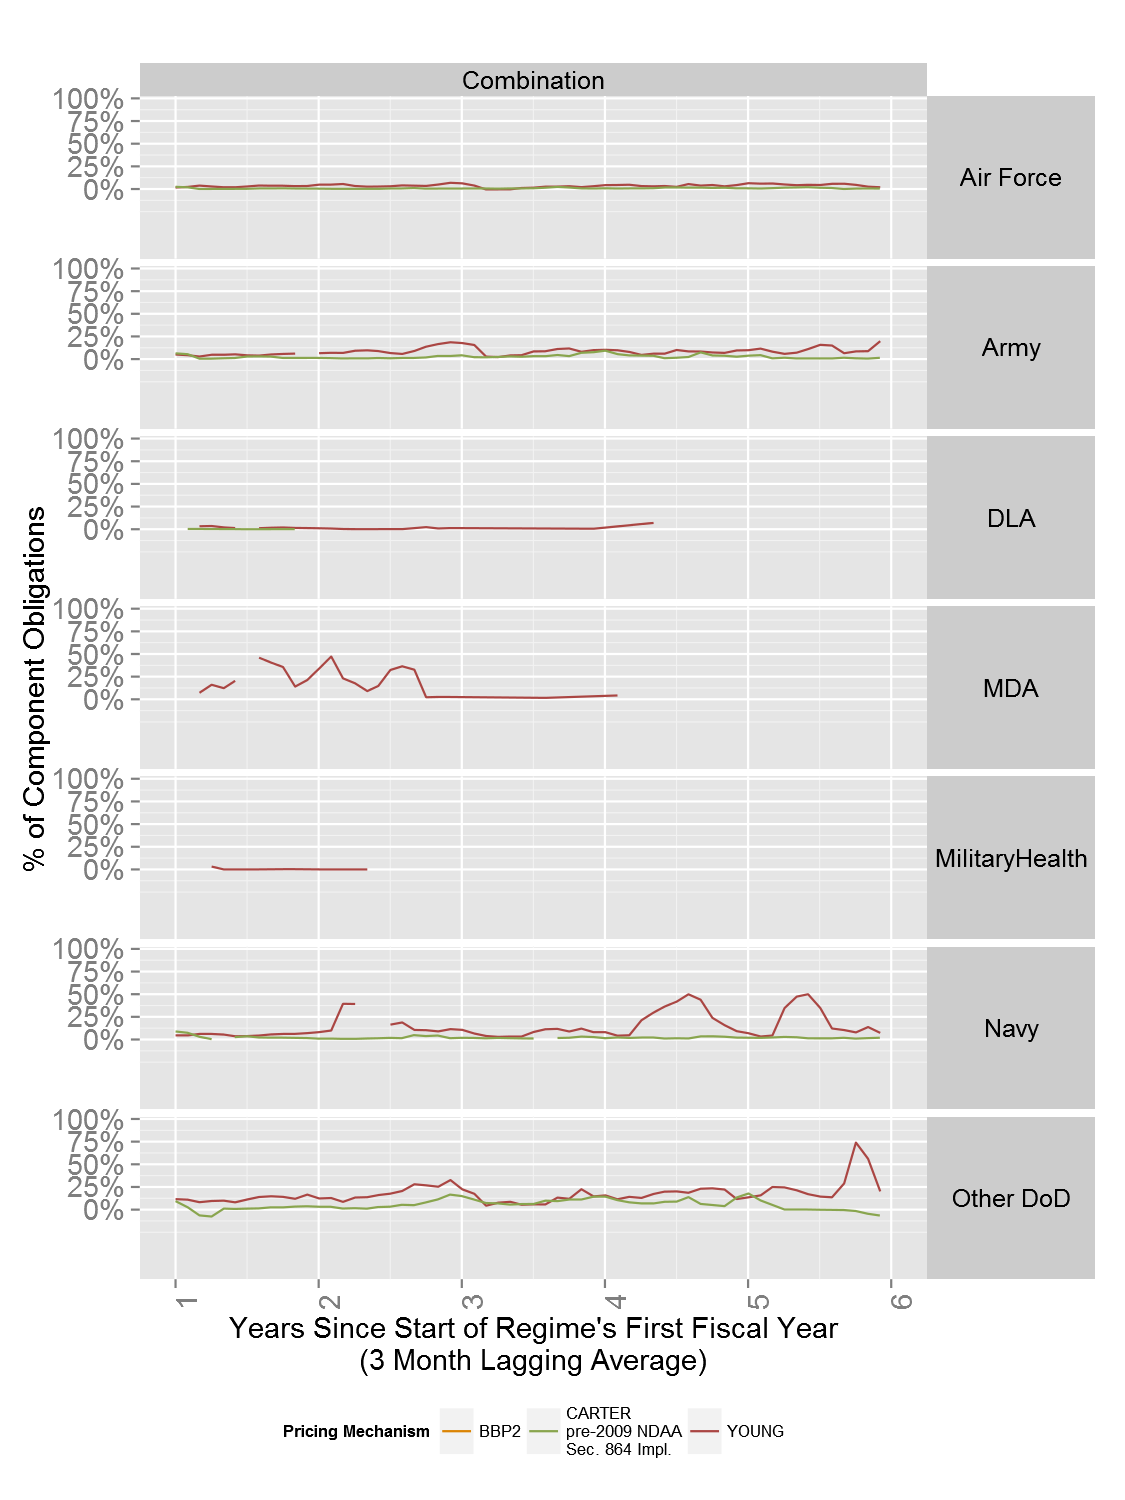 Combination
100%
75%
50%
25%
0%
Air Force
100%
75%
50%
25%
0%
Army
100%
75%
50%
25%
0%
DLA
100%
75%
50%
25%
0%
MDA
100%
75%
50%
25%
0%
MilitaryHealth
100%
75%
50%
25%
0%
Navy
100%
75%
50%
25%
0%
Other DoD
% of Component Obligations
1
2
3
4
5
6
Years Since Start of Regime's First Fiscal Year
(3 Month Lagging Average)
Pricing Mechanism
BBP2
CARTER
pre-2009 NDAA
Sec. 864 Impl.
YOUNG